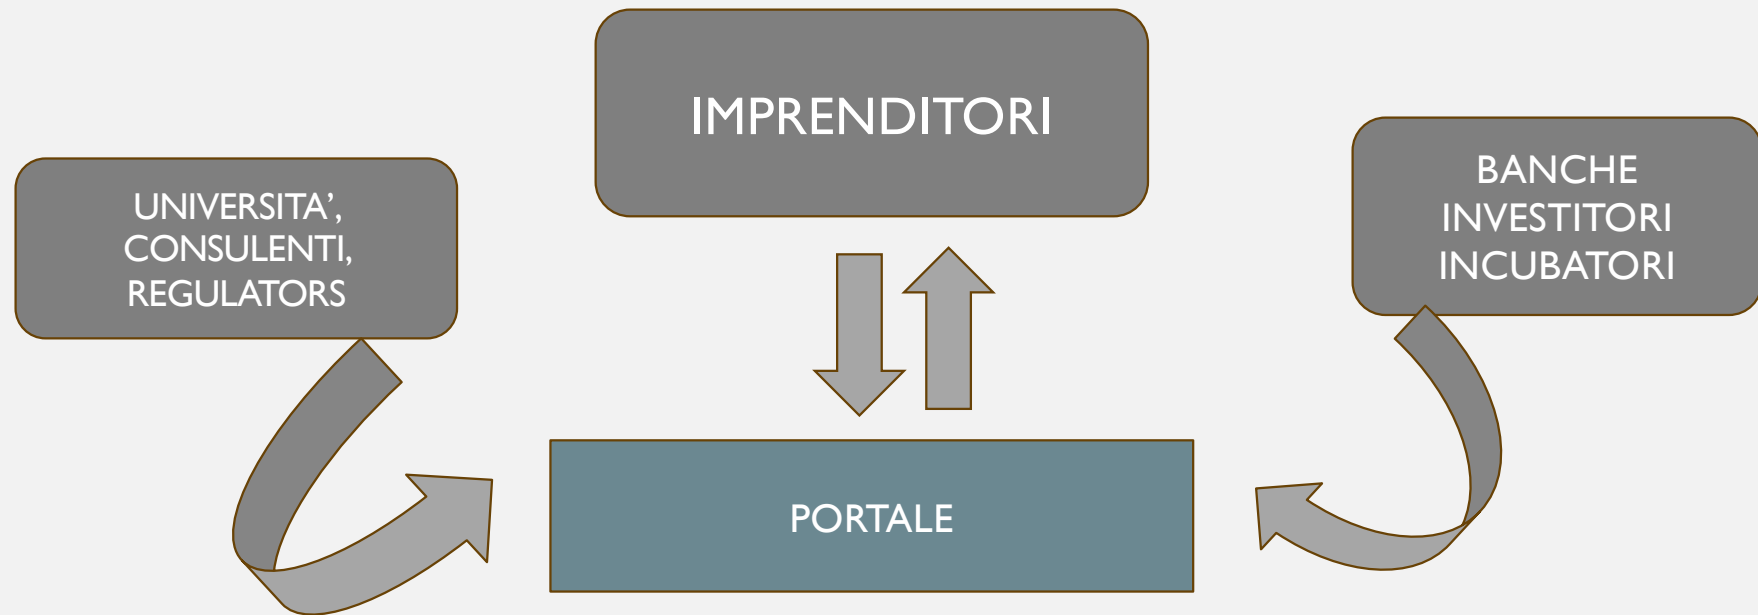 IMPRENDITORI
UNIVERSITA’,
CONSULENTI,
REGULATORS
BANCHE
INVESTITORI
INCUBATORI
PORTALE